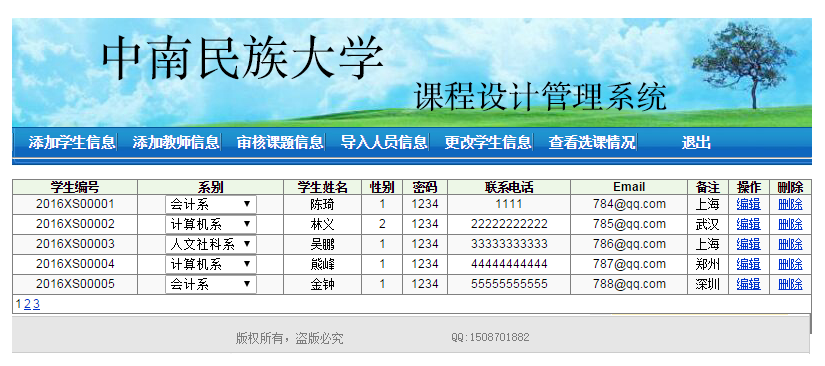 中南民族大学
课程设计管理系统
添加学生信息 添加教师信息 审核课题信息 导入人员信息 更改学生信息 查看选课情况 退出
学生编号 系别 学生姓名 性别 密码 联系电话 Email 备注 操作 删除
2016XS00001 会计系 陈琦 1 1234 1111 784@qq.com 上海 编辑 删除
2016XS00002 计算机系 林义 2 1234 22222222222 785@qq.com 武汉 编辑 删除
2016XS00003 人文社科系 吴鹏 1 1234 33333333333 786@qq.com 上海 编辑 删除
2016XS00004 计算机系 熊峰 1 1234 44444444444 787@qq.com 郑州 编辑 删除
2016XS00005 会计系 金钟 1 1234 55555555555 788@qq.com 深圳 编辑 删除
1 2 3
版权所有，盗版必究 QQ:1508701882